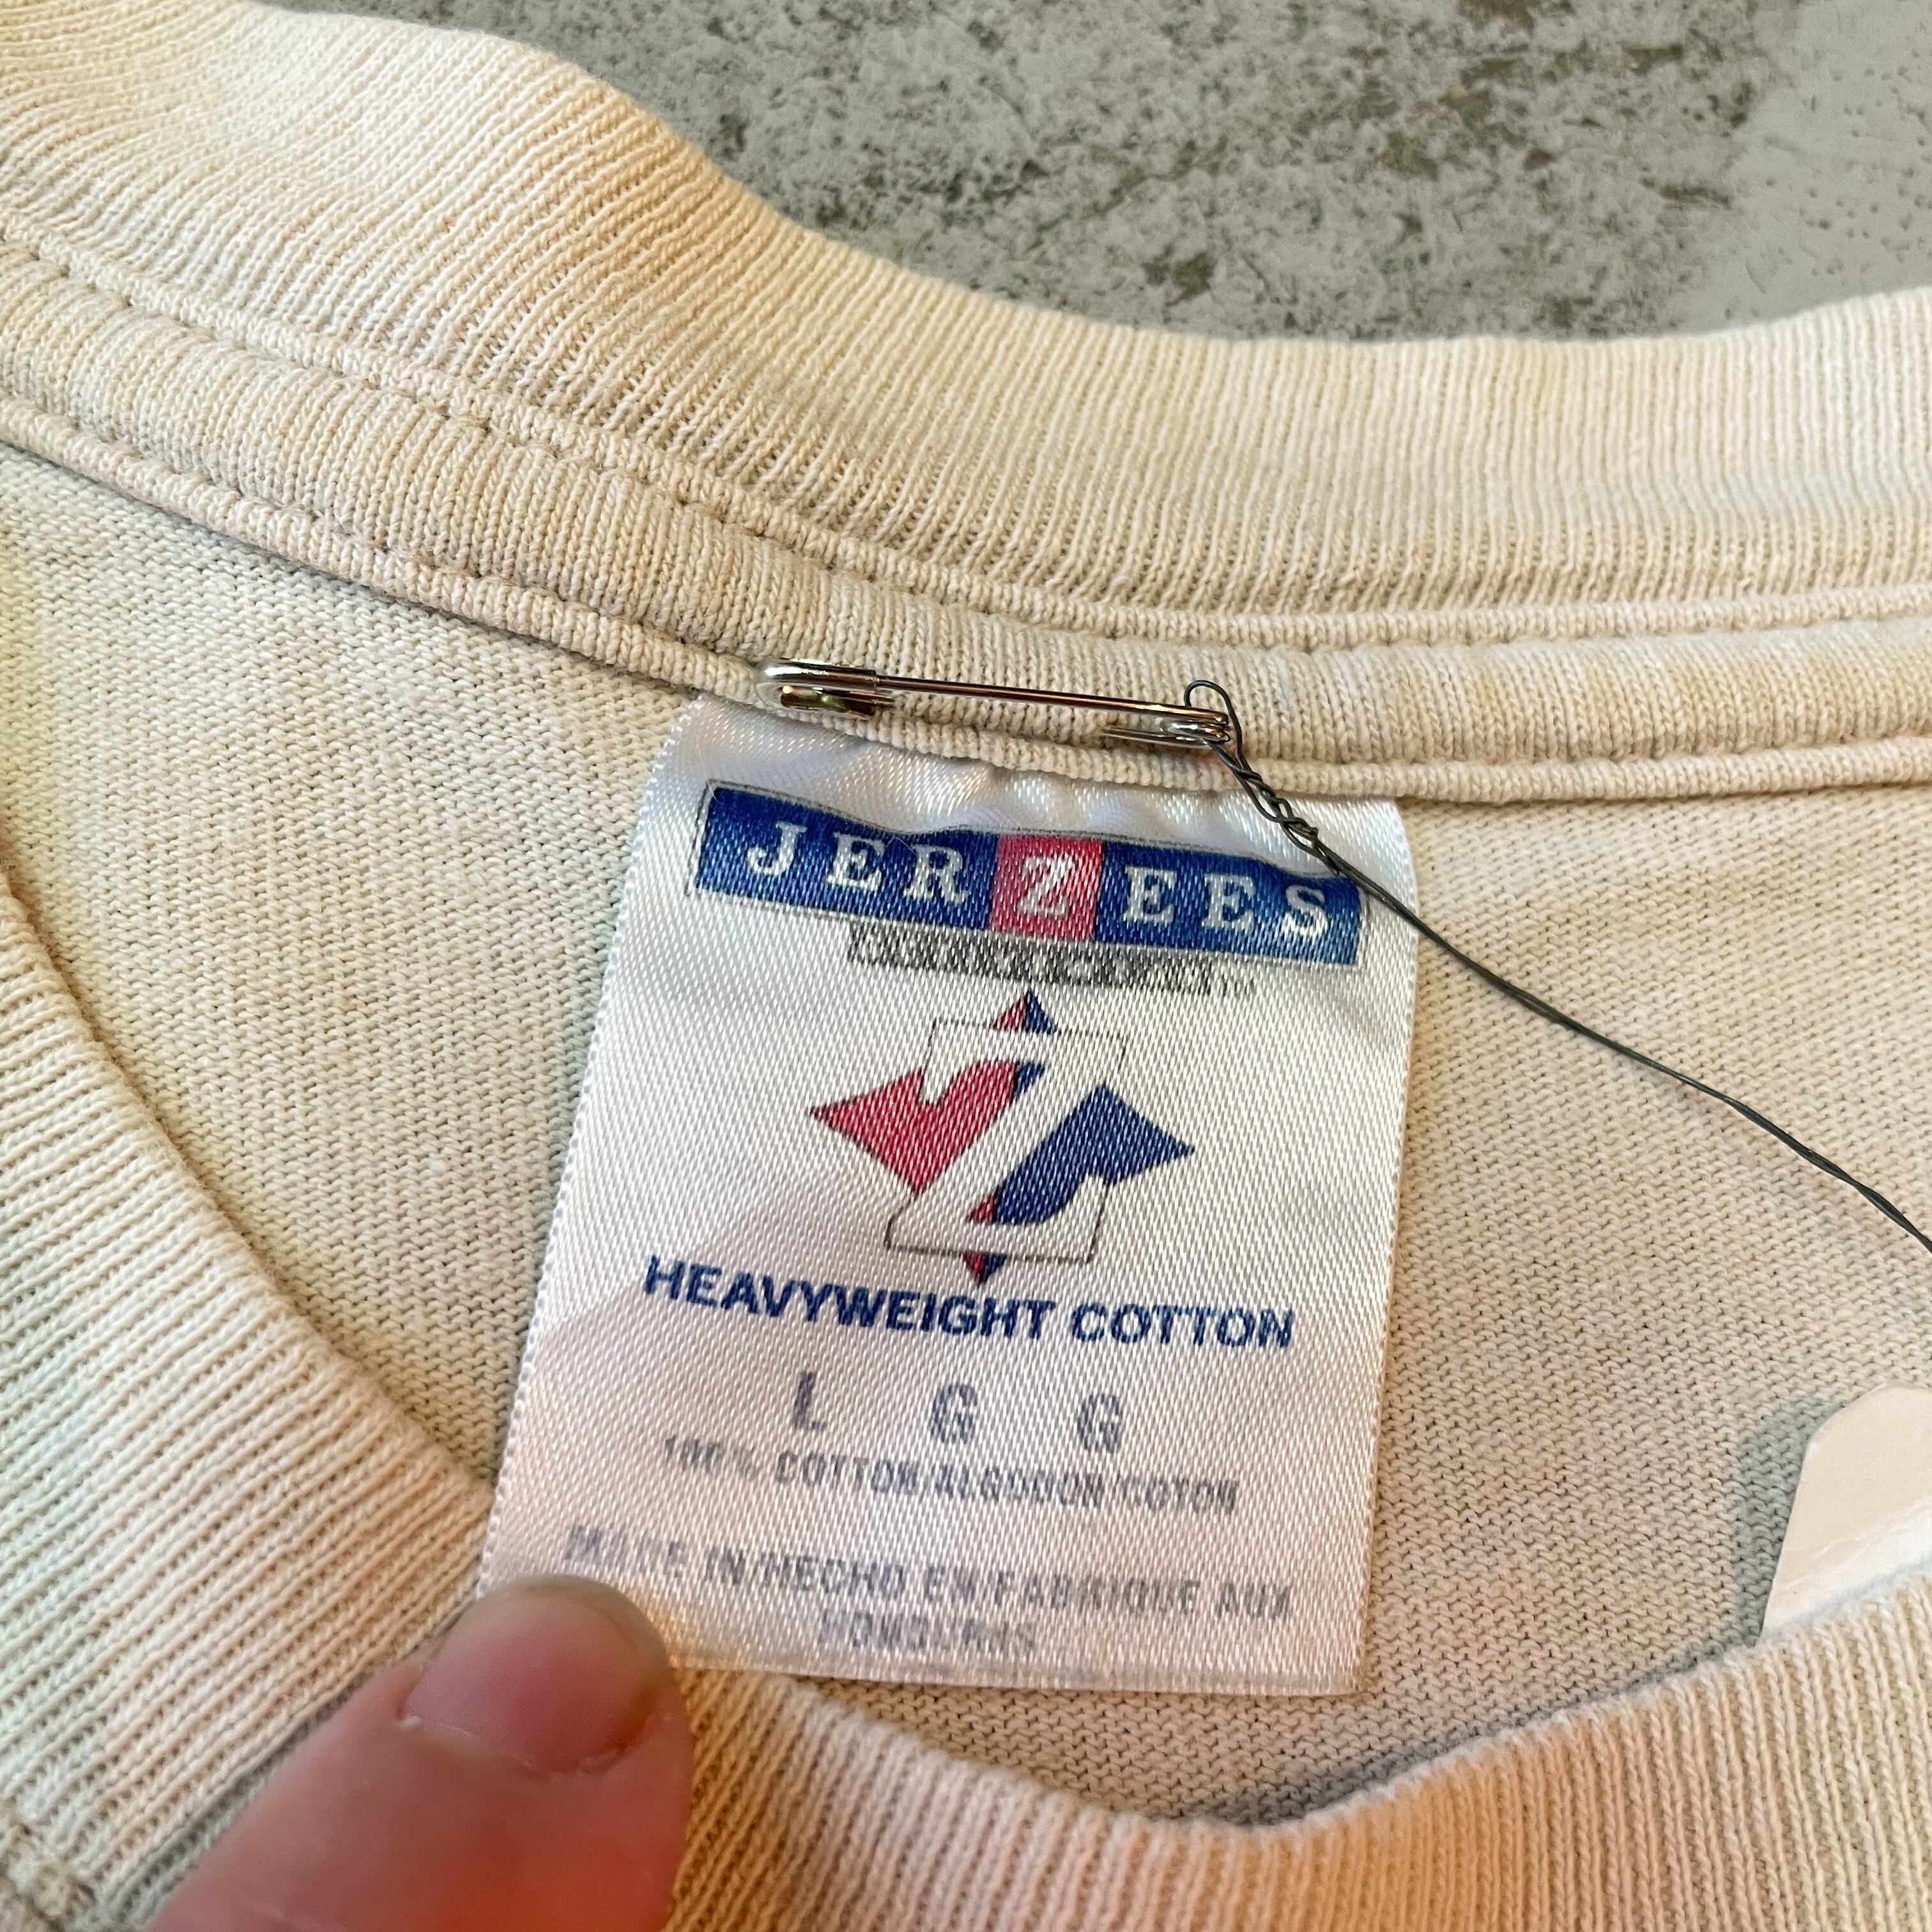 JERZEES
Z
HEAVYWEIGHT COTTON
L G G
100% COTTON/ALGODON/COTON
MADE IN/HECHO EN/FABRIQUE AUX
HONDURAS